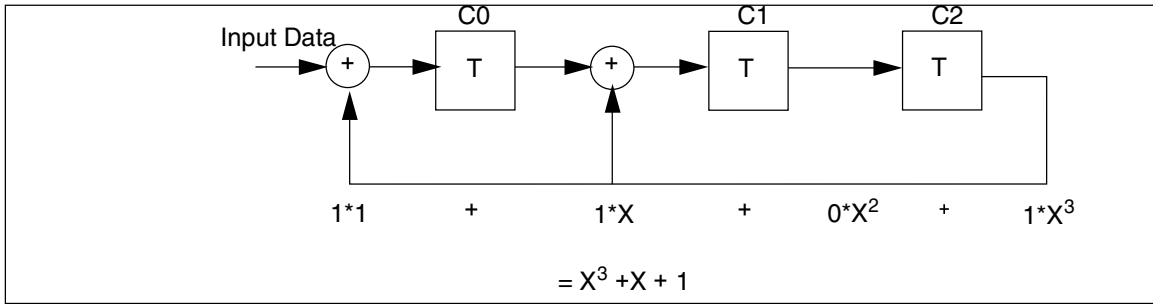 C0 C1 C2
Input Data
+ T + T T
1*1 + 1*X + 0*X² + 1*X³
= X³ +X + 1